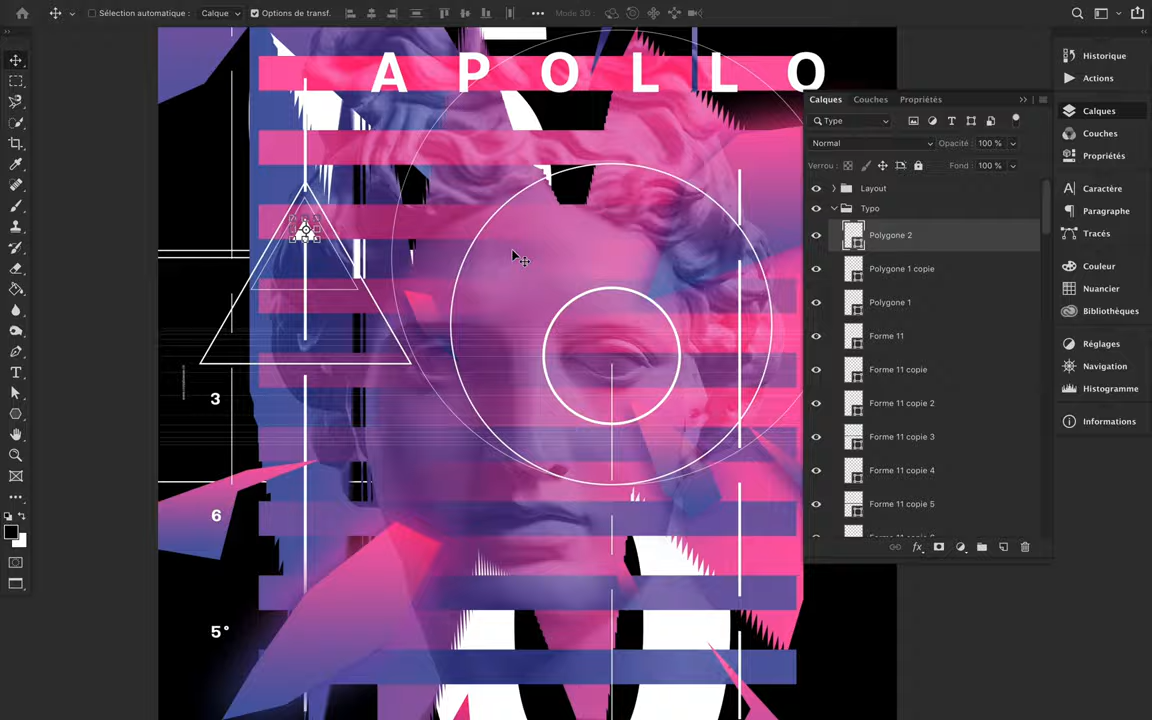 Sélection automatique : Calque Options de transf. ••• Mode 3D :
APOLLO
3
6
5°
T
Calques Couches Propriétés
Type T
Normal Opacité : 100 %
Verrou : Fond : 100 %
Layout
Typo
Polygone 2
Polygone 1 copie
Polygone 1
Forme 11
Forme 11 copie
Forme 11 copie 2
Forme 11 copie 3
Forme 11 copie 4
Forme 11 copie 5
fx
Historique
Actions
Calques
Couches
Propriétés
Caractère
Paragraphe
Tracés
Couleur
Nuancier
Bibliothèques
Réglages
Navigation
Histogramme
Informations